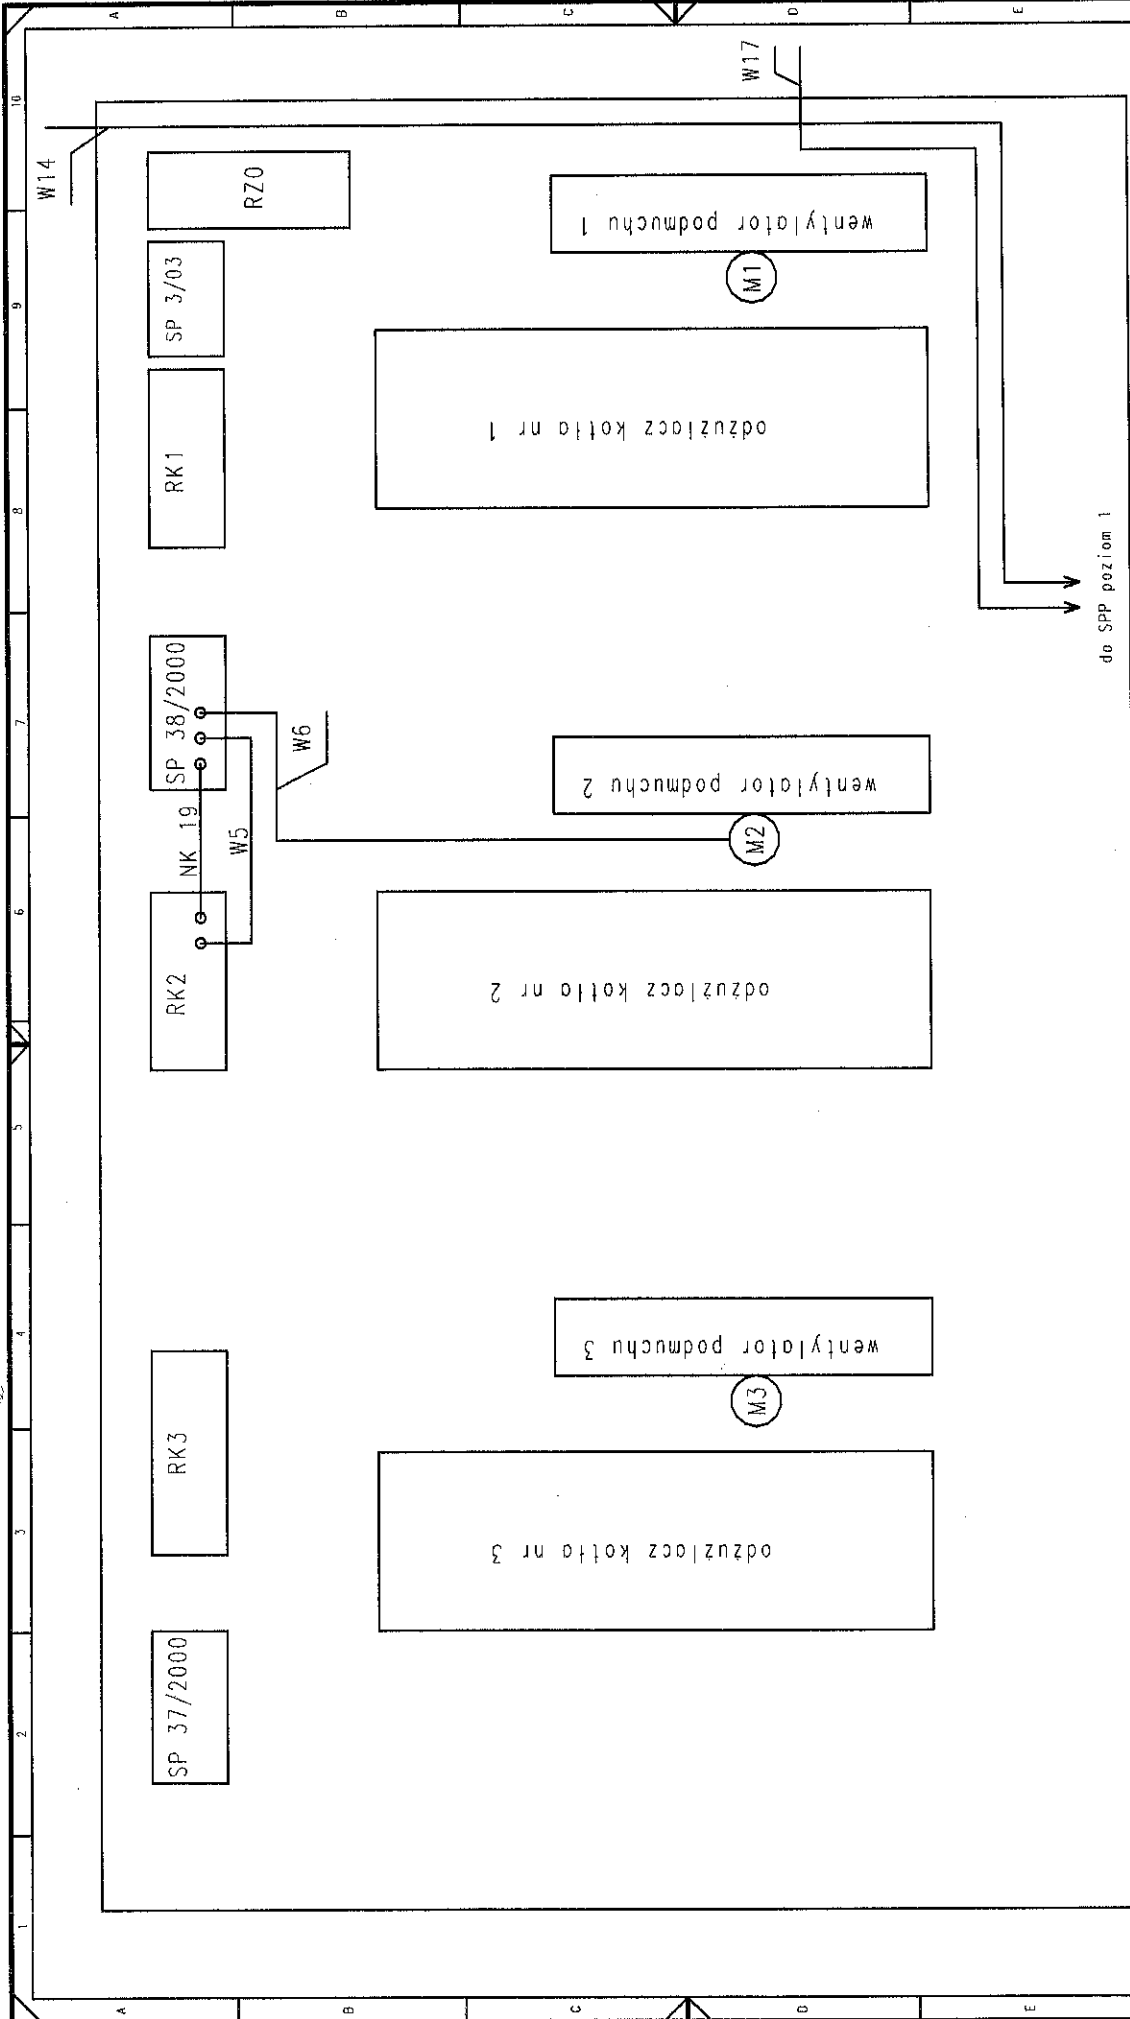 A
B
C
D
E
10
9
8
7
6
5
4
3
2
1
W14
W17
RZO
SP 3/03
RK1
SP 38/2000
NK 19
W5
W6
RK2
RK3
SP 37/2000
wentylator podmuchu 1
M1
odżużlacz kotła nr 1
wentylator podmuchu 2
M2
odżużlacz kotła nr 2
wentylator podmuchu 3
M3
odżużlacz kotła nr 3
do SPP poziom 1
A
B
C
D
E